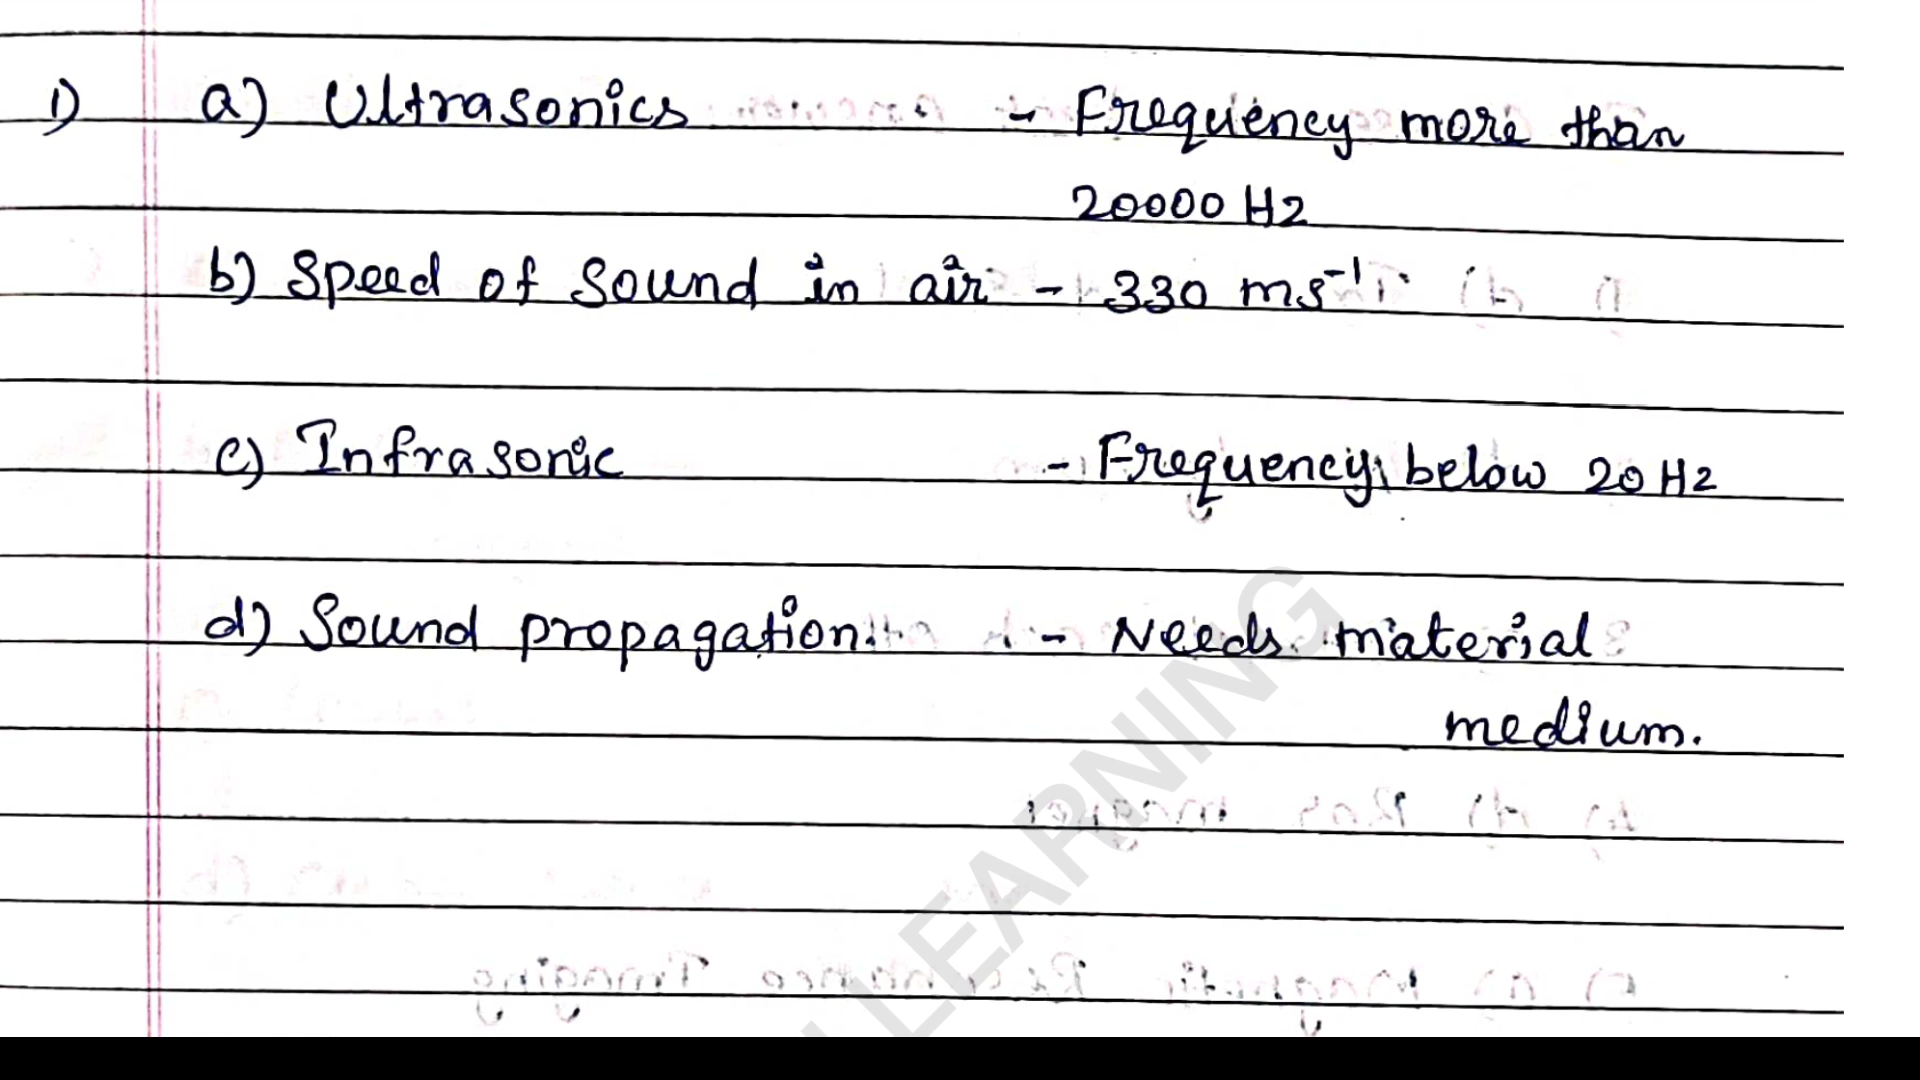 1) a) Ultrasonics - Frequency more than
20000 Hz
b) Speed of Sound in air - 330 ms⁻¹.
c) Infrasonic - Frequency below 20 Hz
d) Sound propagation. - Needs material
medium.
LEARNING